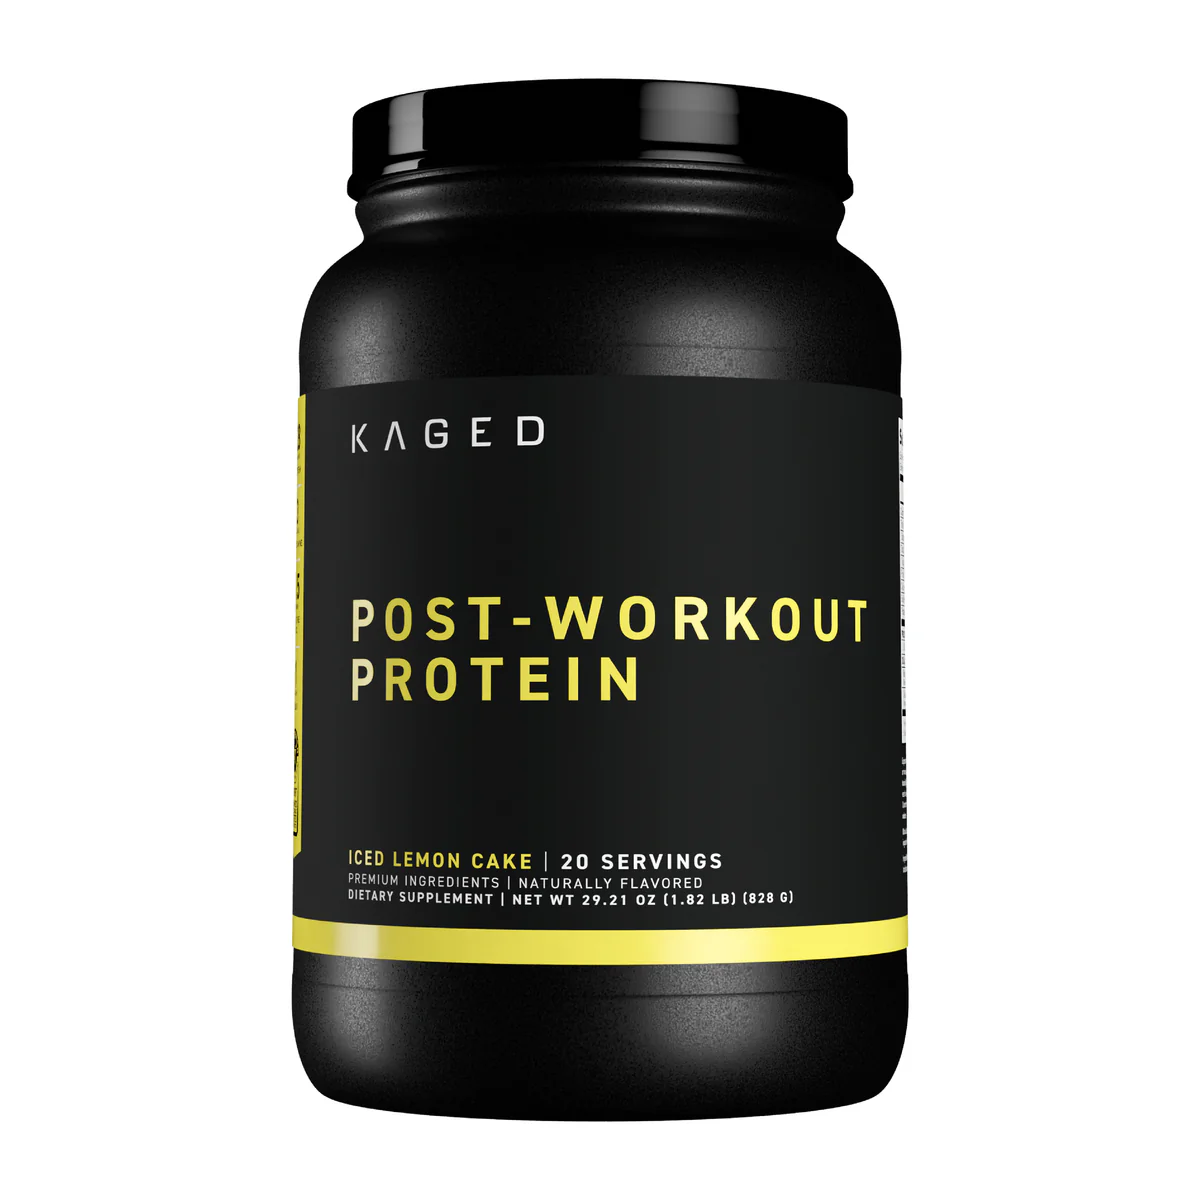 KAGED
POST-WORKOUT
PROTEIN
ICED LEMON CAKE | 20 SERVINGS
PREMIUM INGREDIENTS | NATURALLY FLAVORED
DIETARY SUPPLEMENT | NET WT 29.21 OZ (1.82 LB) (828 G)